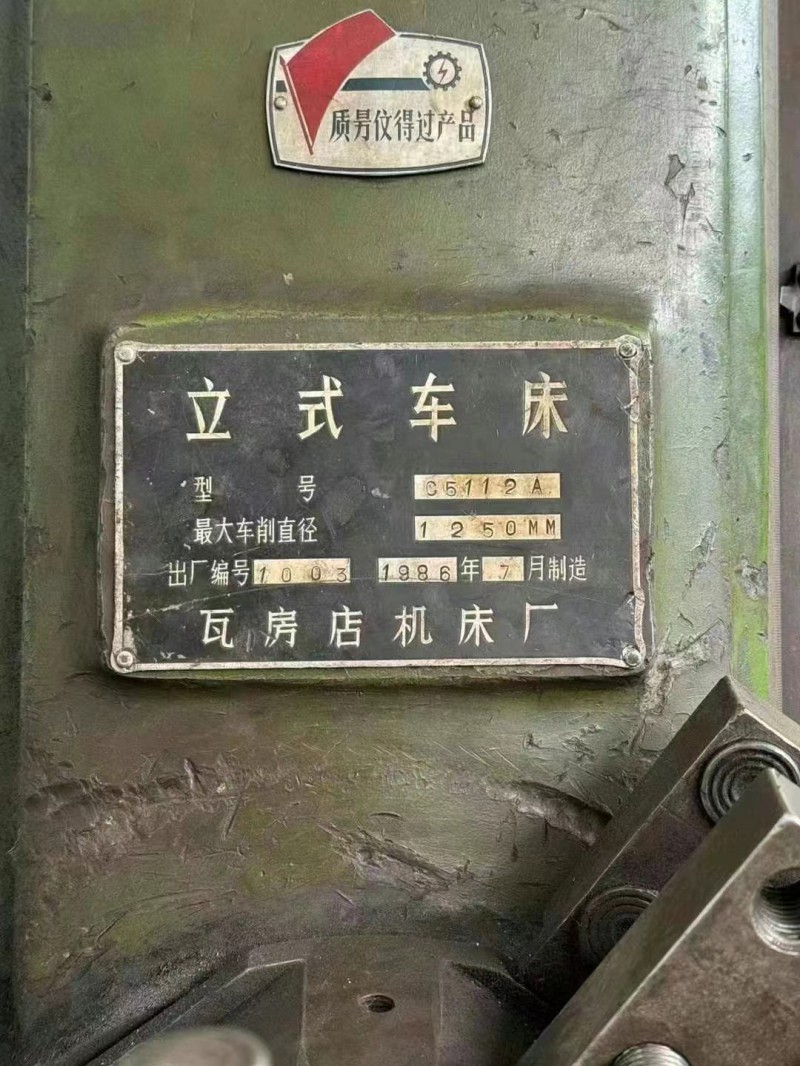 质量信得过产品
立式车床
型号 C5112A
最大车削直径 1250MM
出厂编号 1003 1986年7月制造
瓦房店机床厂